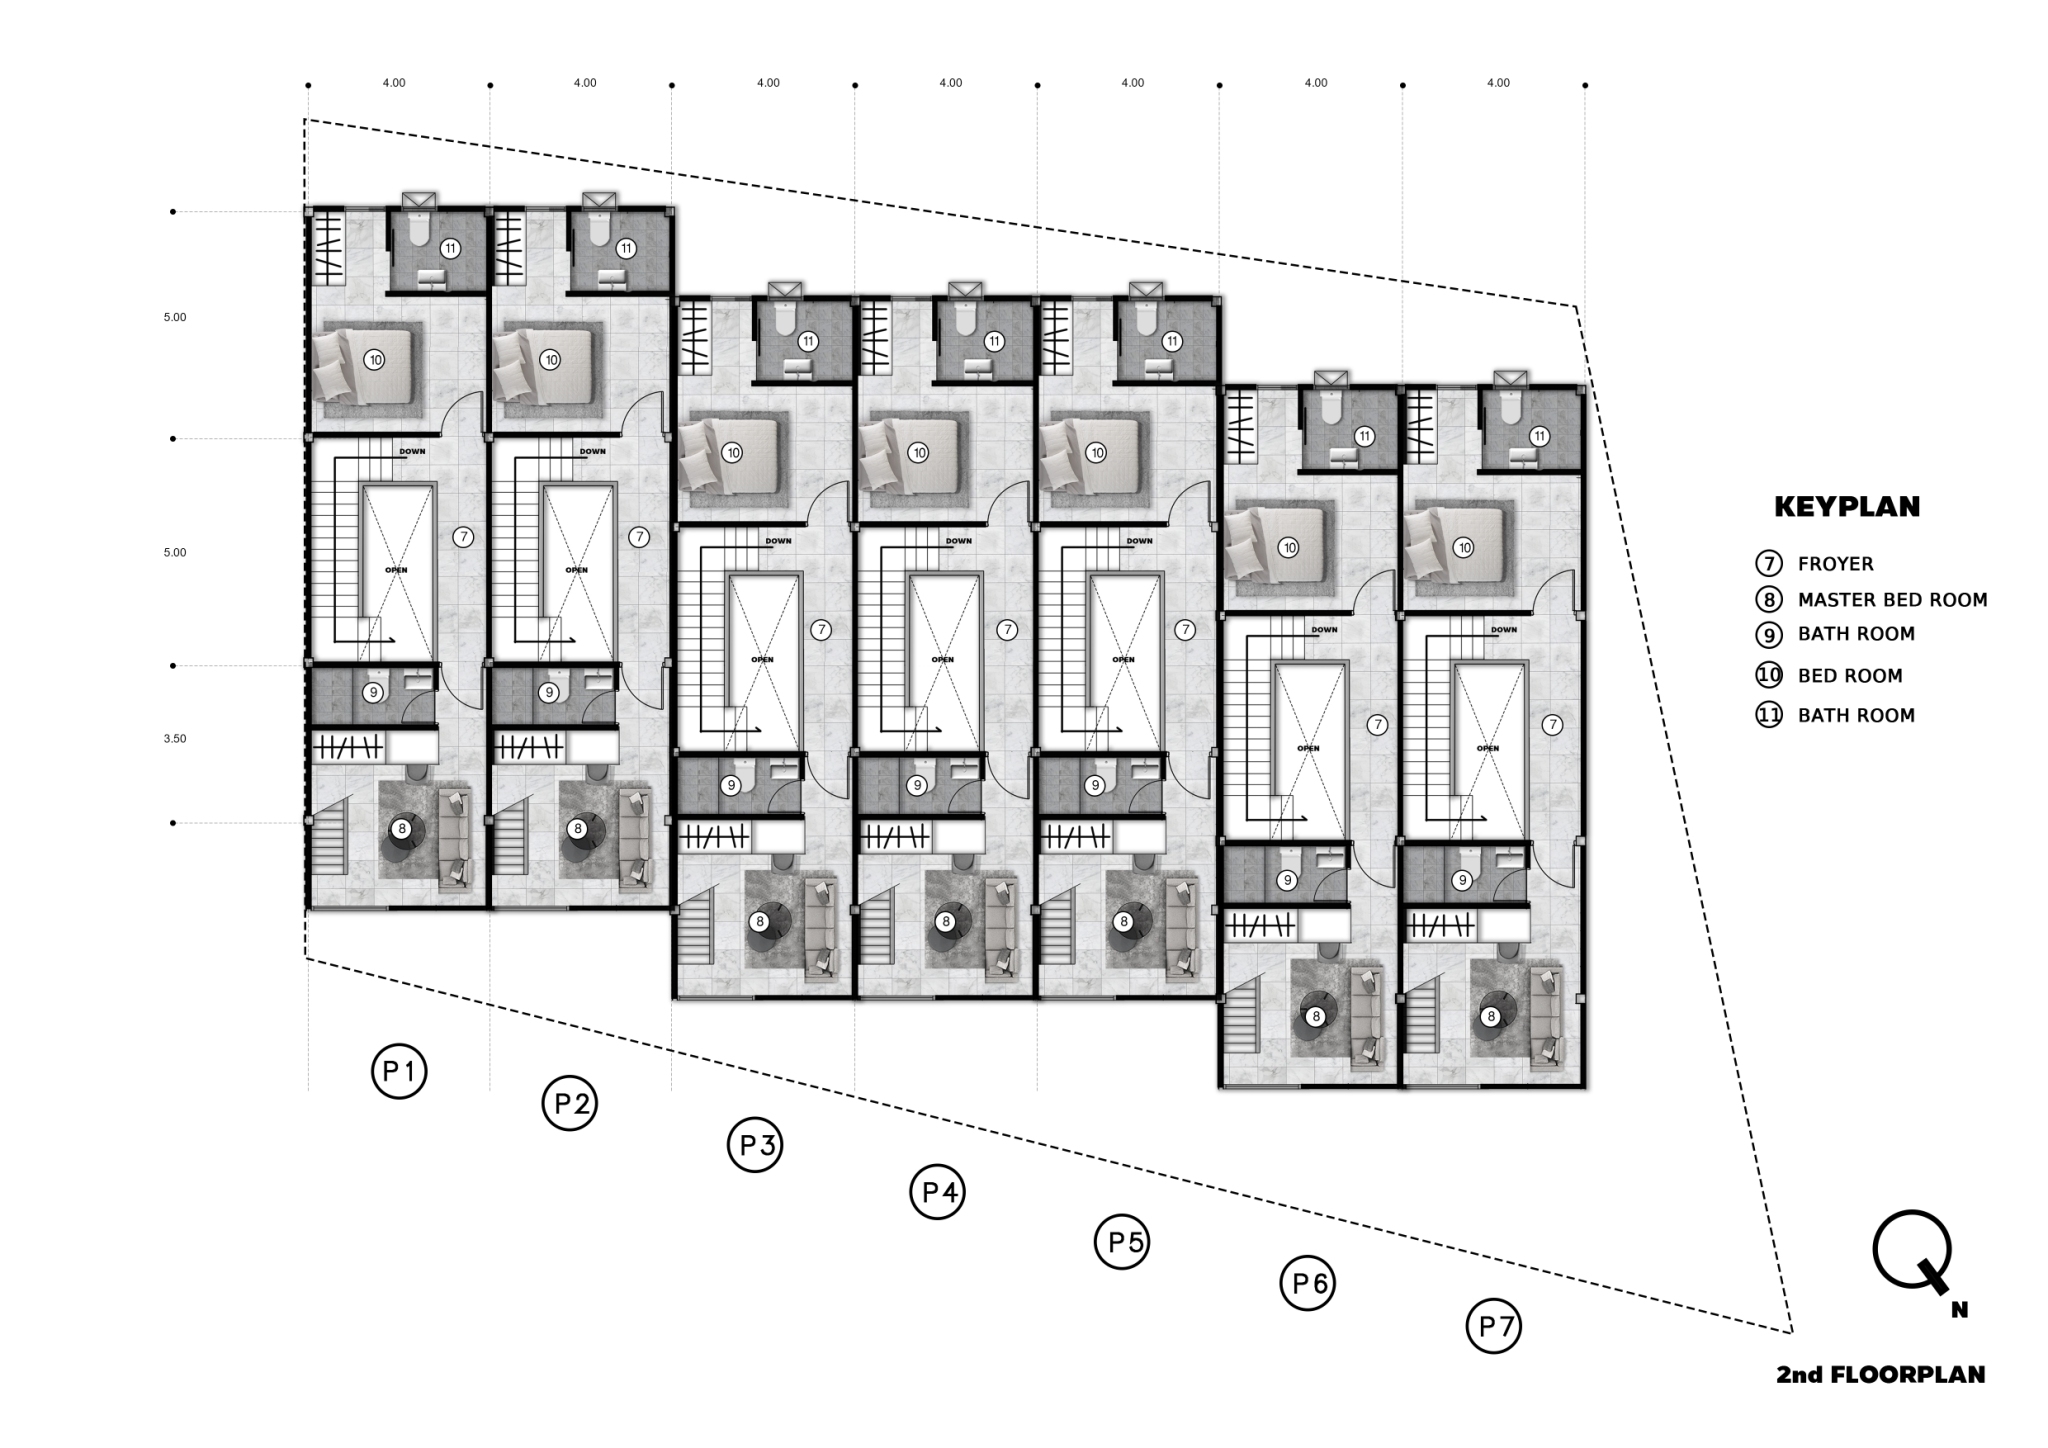 4.00 4.00 4.00 4.00 4.00 4.00 4.00
11 11
5.00
11 11 11
10 10
11 11
DOWN DOWN
10 10 10
KEYPLAN
7 7
DOWN DOWN DOWN
5.00
10 10
7 FROYER
OPEN OPEN
8 MASTER BED ROOM
7 7 7
DOWN DOWN
9 BATH ROOM
OPEN OPEN OPEN
10 BED ROOM
9 9
11 BATH ROOM
7 7
3.50
OPEN OPEN
9 9 9
8 8
9 9
8 8 8
8 8
P1
P2
P3
P4
P5
P6
P7
N
2nd FLOORPLAN